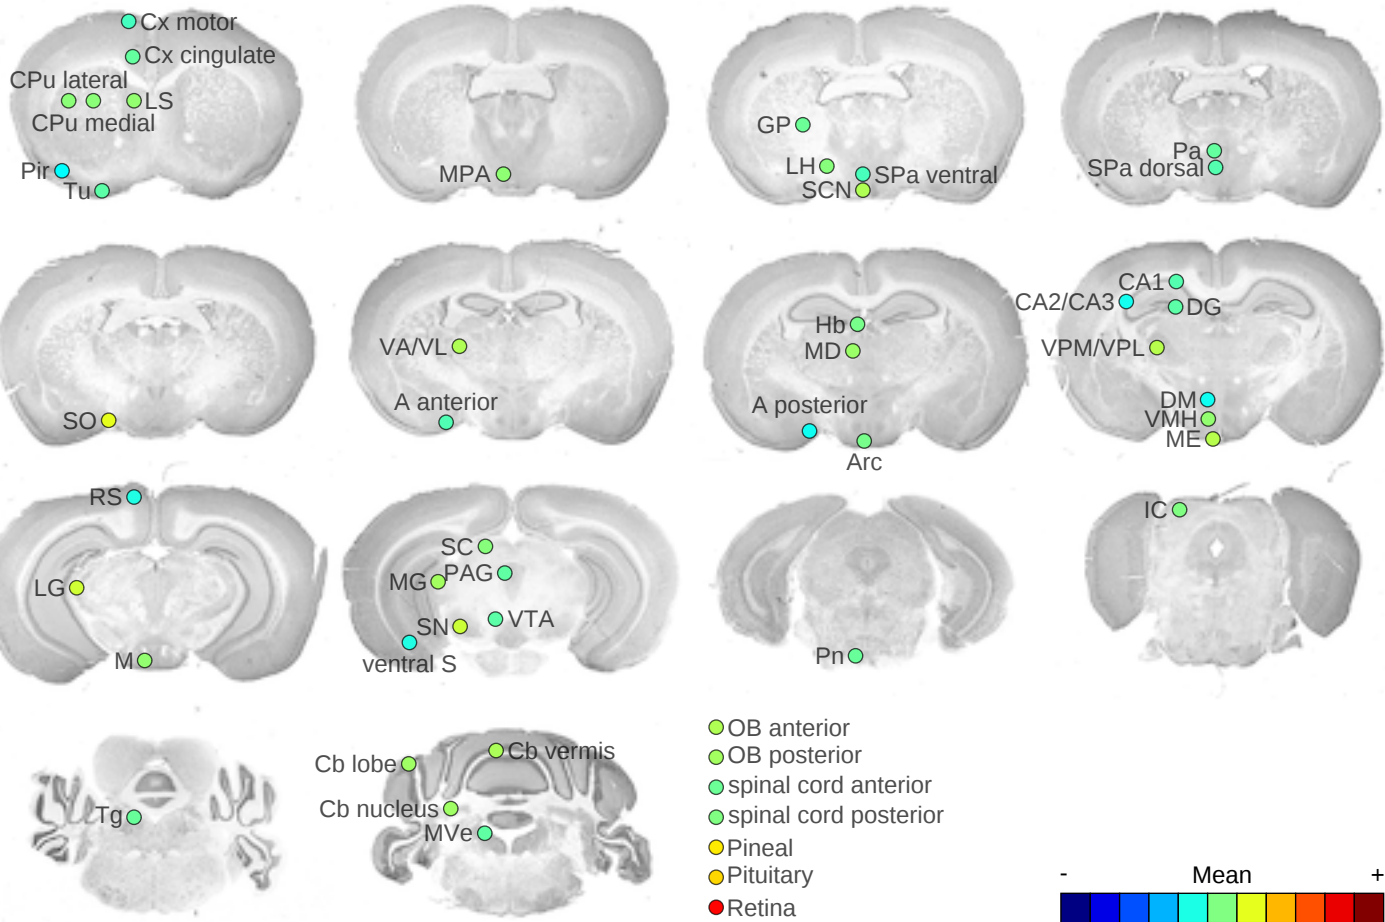 Cx motor
Cx cingulate
CPu lateral
LS
CPu medial
Pir
Tu
MPA
GP
LH
SPa ventral
SCN
Pa
SPa dorsal
SO
VA/VL
A anterior
Hb
MD
A posterior
Arc
CA1
CA2/CA3
DG
VPM/VPL
DM
VMH
ME
RS
LG
M
SC
MG
PAG
SN
VTA
ventral S
Pn
IC
Tg
Cb lobe
Cb vermis
Cb nucleus
MVe
OB anterior
OB posterior
spinal cord anterior
spinal cord posterior
Pineal
Pituitary
Retina
- Mean +